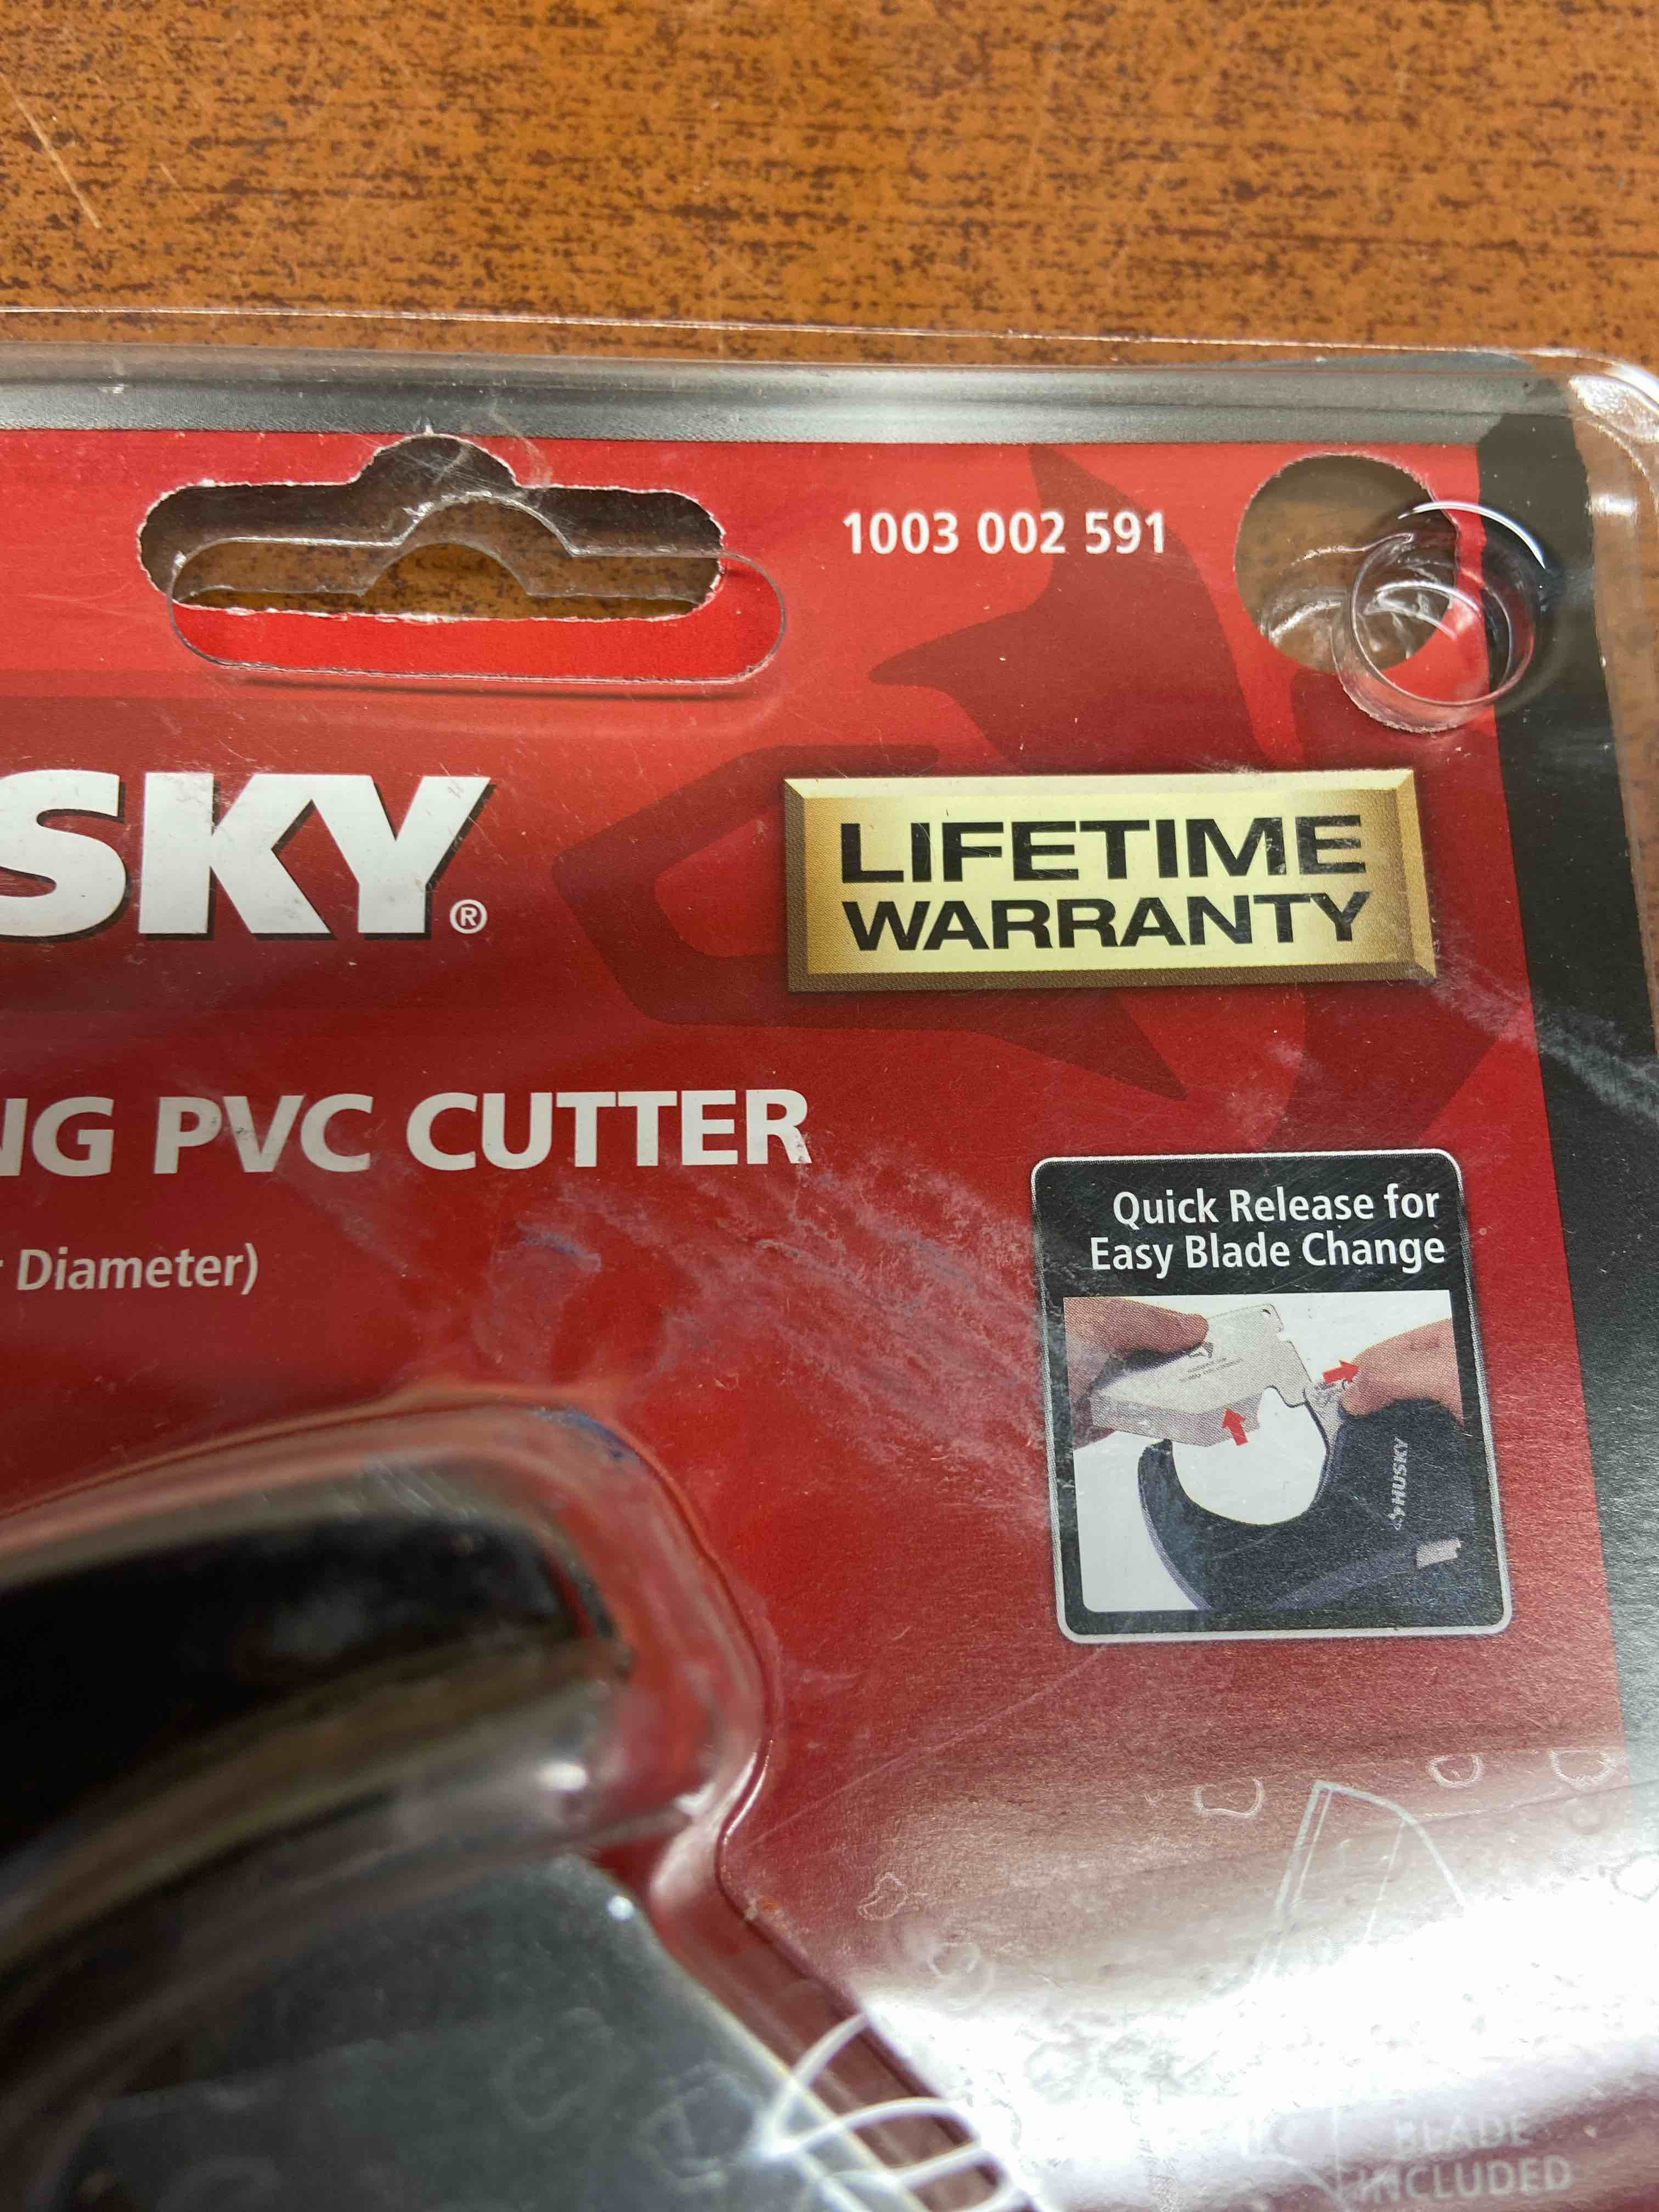 1003 002 591
SKY®
LIFETIME
WARRANTY
NG PVC CUTTER
Diameter)
Quick Release for
Easy Blade Change
HUSKY
BLADE
INCLUDED